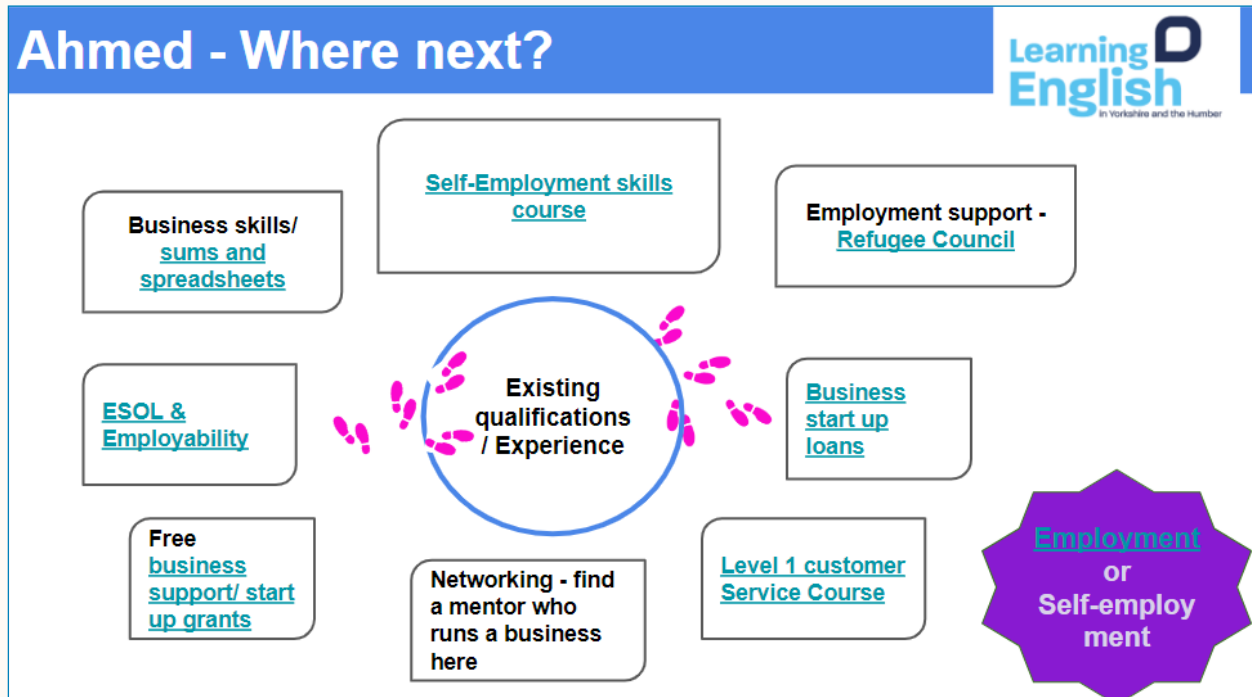 Ahmed - Where next?
Learning
English
in Yorkshire and the Humber
Self-Employment skills
course
Business skills/
sums and
spreadsheets
Employment support -
Refugee Council
ESOL &
Employability
Existing
qualifications
/ Experience
Business
start up
loans
Free
business
support/ start
up grants
Networking - find
a mentor who
runs a business
here
Level 1 customer
Service Course
Employment
or
Self-employ
ment